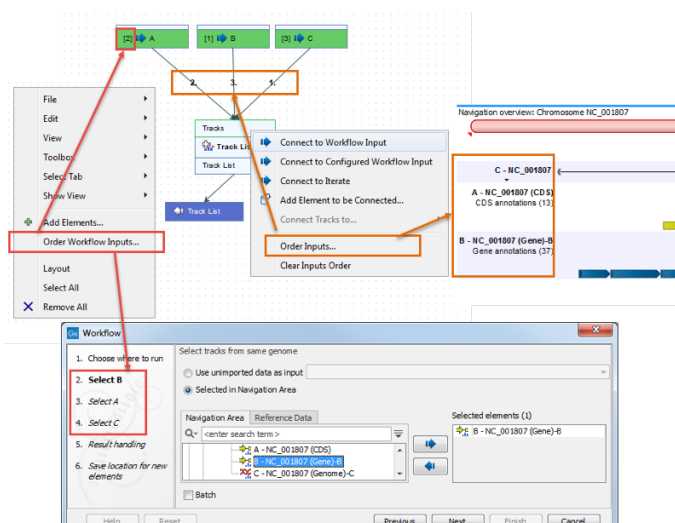 [2] A
[1] B
[3] C
2.
3.
1.
File
Edit
View
Toolbox
Select Tab
Show View
Add Elements...
Order Workflow Inputs...
Layout
Select All
Remove All
Tracks
Track Lis
Track List
Track List
Connect to Workflow Input
Connect to Configured Workflow Input
Connect to Iterate
Add Element to be Connected...
Connect Tracks to...
Order Inputs...
Clear Inputs Order
Navigation overview: Chromosome NC_001807
C - NC_001807
A - NC_001807 (CDS)
CDS annotations (13)
B - NC_001807 (Gene)-B
Gene annotations (37)
Gx Workflow
1. Choose where to run
2. Select B
3. Select A
4. Select C
5. Result handling
6. Save location for new
elements
Select tracks from same genome
Use unimported data as input
Selected in Navigation Area
Navigation Area Reference Data
<enter search term>
A - NC_001807 (CDS)
B - NC_001807 (Gene)-B
C - NC_001807 (Genome)-C
Batch
Selected elements (1)
B - NC_001807 (Gene)-B
Help Reset Previous Next Finish Cancel